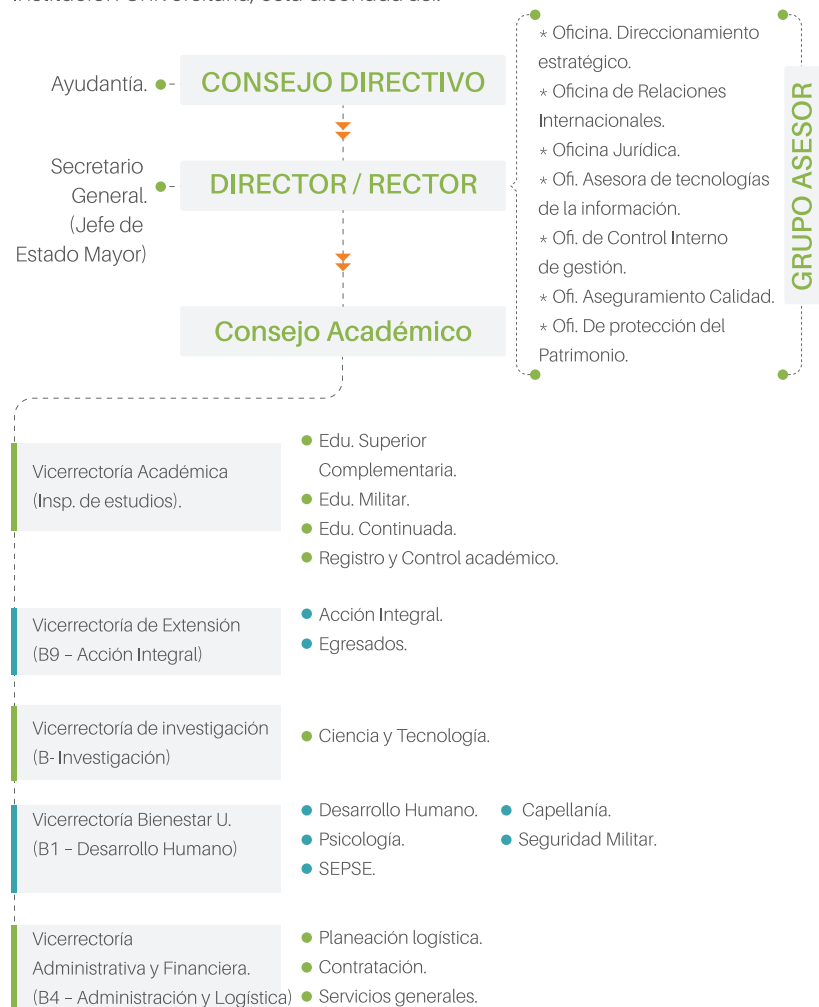 Ayudantía.
CONSEJO DIRECTIVO
Secretario
General.
(Jefe de
Estado Mayor)
DIRECTOR / RECTOR
Consejo Académico
* Oficina. Direccionamiento
estratégico.
* Oficina de Relaciones
Internacionales.
* Oficina Jurídica.
* Ofi. Asesora de tecnologías
de la información.
* Ofi. de Control Interno
de gestión.
* Ofi. Aseguramiento Calidad.
* Ofi. De protección del
Patrimonio.
GRUPO ASESOR
Vicerrectoría Académica
(Insp. de estudios).
Edu. Superior
Complementaria.
Edu. Militar.
Edu. Continuada.
Registro y Control académico.
Vicerrectoría de Extensión
(B9 – Acción Integral)
Acción Integral.
Egresados.
Vicerrectoría de investigación
(B- Investigación)
Ciencia y Tecnología.
Vicerrectoría Bienestar U.
(B1 – Desarrollo Humano)
Desarrollo Humano.
Psicología.
SEPSE.
Capellanía.
Seguridad Militar.
Vicerrectoría
Administrativa y Financiera.
(B4 – Administración y Logística)
Planeación logística.
Contratación.
Servicios generales.